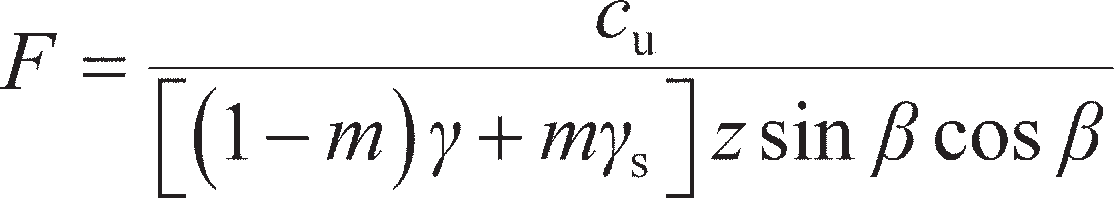 F = c_u / [(1 − m)γ + mγ_s] z sin β cos β